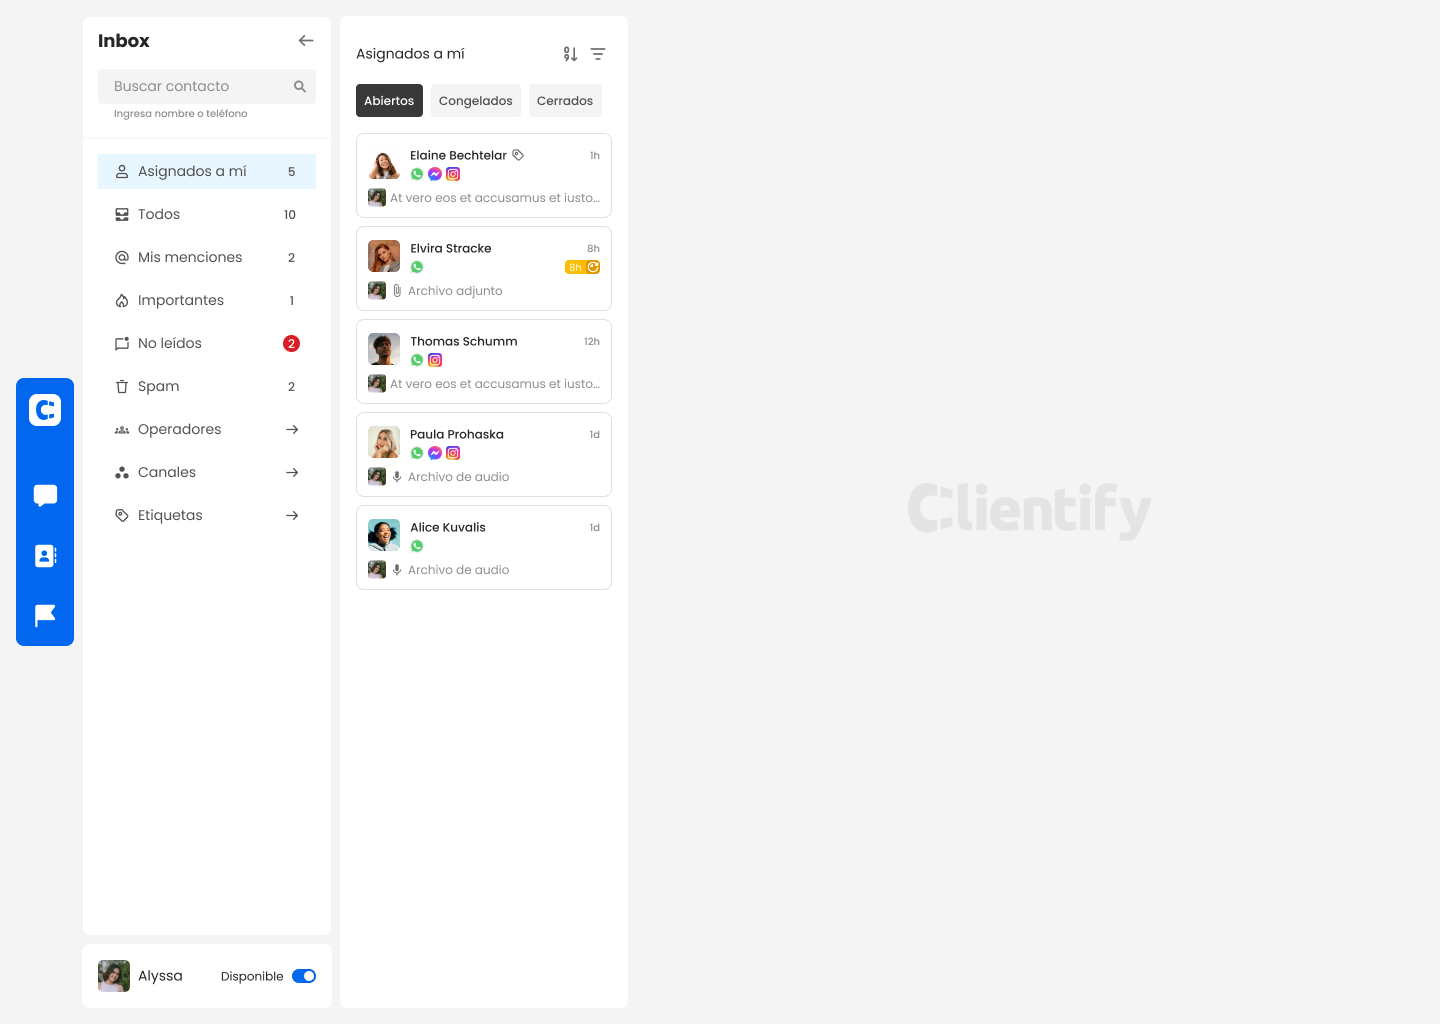 Inbox
Buscar contacto
Ingresa nombre o teléfono
Asignados a mí 5
Todos 10
Mis menciones 2
Importantes 1
No leídos 2
Spam 2
Operadores
Canales
Etiquetas
Alyssa Disponible
Asignados a mí
Abiertos Congelados Cerrados
Elaine Bechtelar 1h
At vero eos et accusamus et iusto...
Elvira Stracke 8h
8h
Archivo adjunto
Thomas Schumm 12h
At vero eos et accusamus et iusto...
Paula Prohaska 1d
Archivo de audio
Alice Kuvalis 1d
Archivo de audio
Clientify